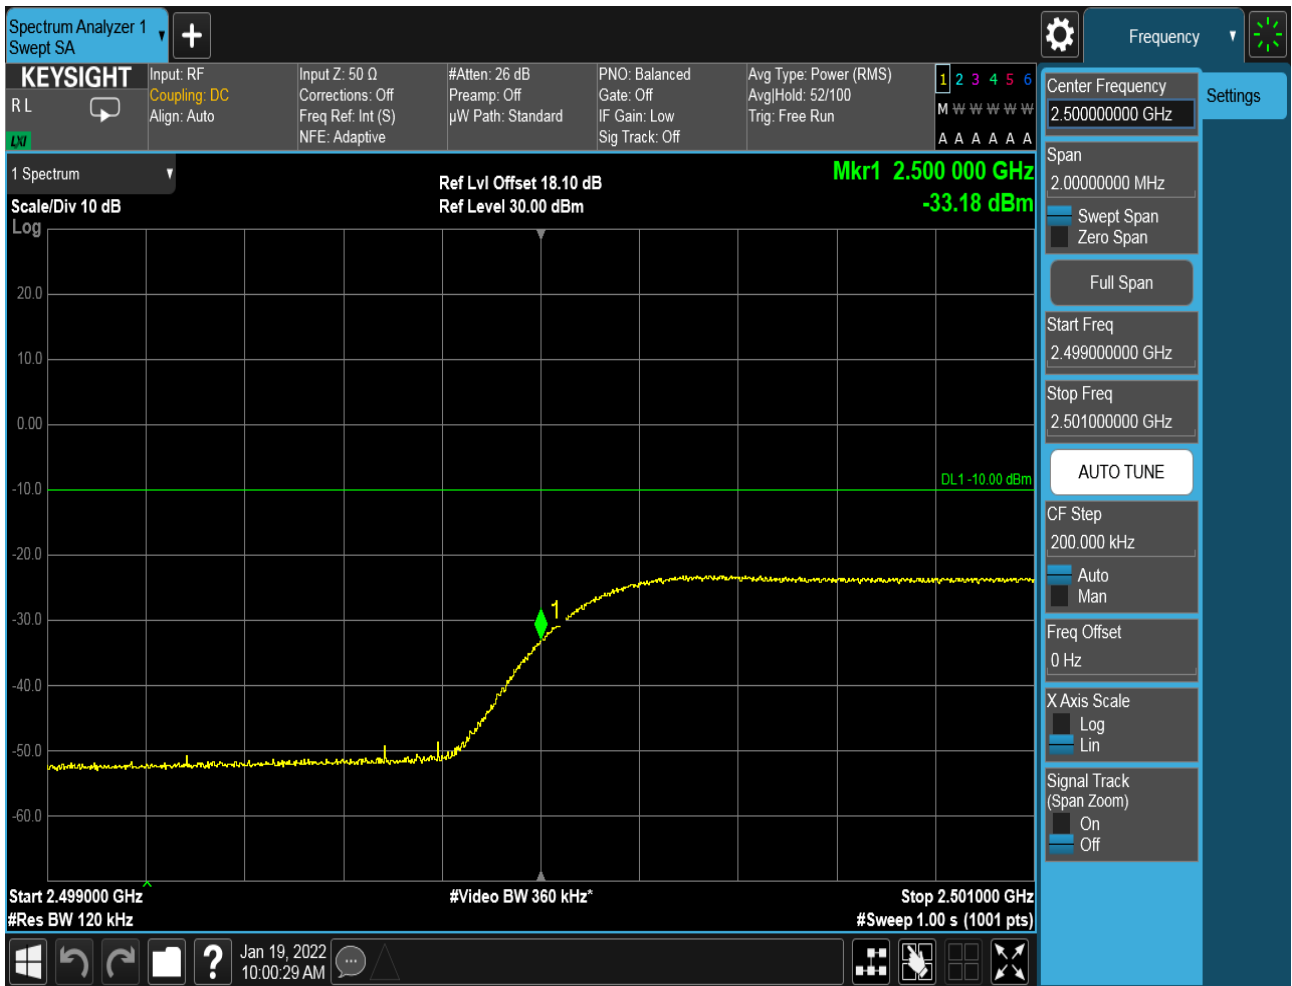 Spectrum Analyzer 1
Swept SA
Frequency
KEYSIGHT
R L
LXI
Input: RF
Coupling: DC
Align: Auto
Input Z: 50 Ω
Corrections: Off
Freq Ref: Int (S)
NFE: Adaptive
#Atten: 26 dB
Preamp: Off
µW Path: Standard
PNO: Balanced
Gate: Off
IF Gain: Low
Sig Track: Off
Avg Type: Power (RMS)
Avg|Hold: 52/100
Trig: Free Run
1 2 3 4 5 6
M W W W W W
A A A A A A
1 Spectrum
Scale/Div 10 dB
Log
Ref Lvl Offset 18.10 dB
Ref Level 30.00 dBm
Mkr1 2.500 000 GHz
-33.18 dBm
20.0
10.0
0.00
-10.0
-20.0
-30.0
-40.0
-50.0
-60.0
DL1 -10.00 dBm
1
Start 2.499000 GHz
#Res BW 120 kHz
#Video BW 360 kHz*
Stop 2.501000 GHz
#Sweep 1.00 s (1001 pts)
Jan 19, 2022
10:00:29 AM
?
Center Frequency
2.500000000 GHz
Settings
Span
2.00000000 MHz
Swept Span
Zero Span
Full Span
Start Freq
2.499000000 GHz
Stop Freq
2.501000000 GHz
AUTO TUNE
CF Step
200.000 kHz
Auto
Man
Freq Offset
0 Hz
X Axis Scale
Log
Lin
Signal Track
(Span Zoom)
On
Off